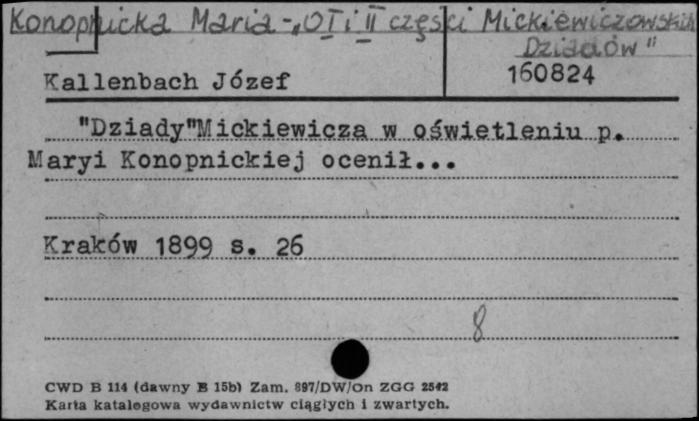 Konopnicka Maria - „O I i II części Mickiewiczowskich
Dziadów"
Kallenbach Józef
160824
"Dziady"Mickiewicza w oświetleniu p.
Maryi Konopnickiej ocenił...
Kraków 1899 s. 26
8
CWD B 114 (dawny B 15b) Zam. 897/DW/On ZGG 2542
Karta katalogowa wydawnictw ciągłych i zwartych.